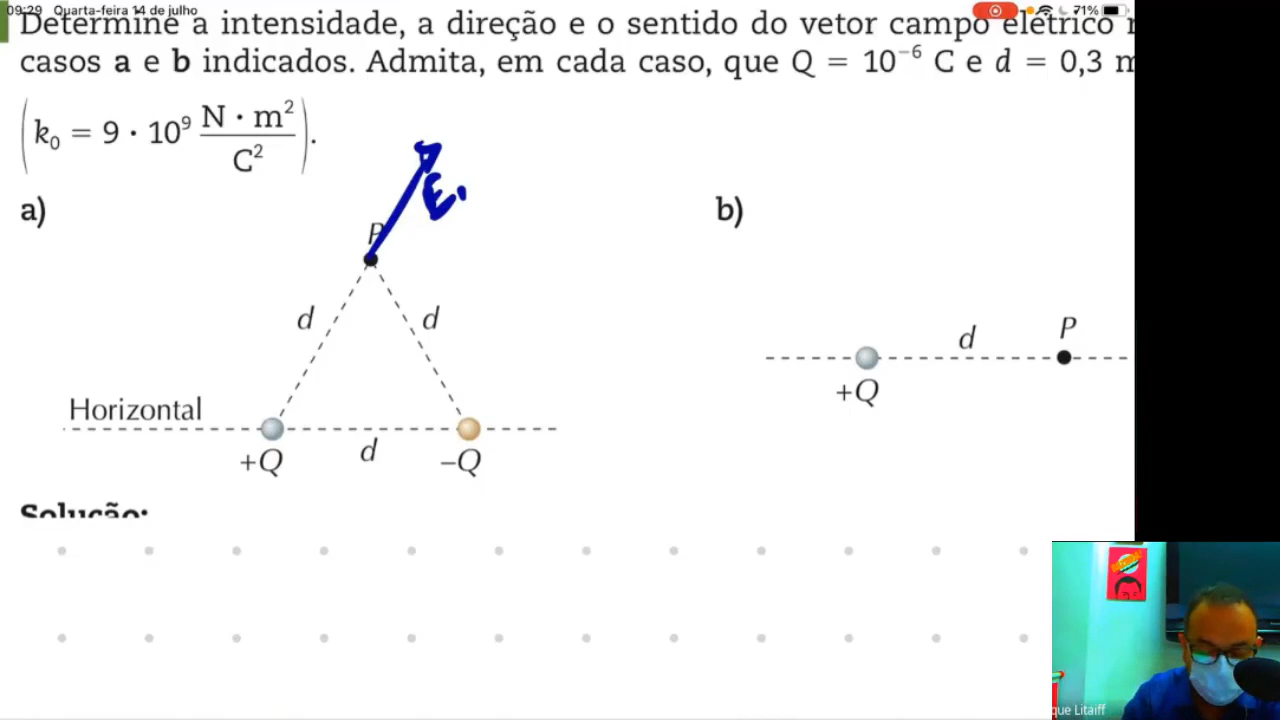 09:29 Quarta-feira 14 de julho
71%
Determine a intensidade, a direção e o sentido do vetor campo elétrico
casos a e b indicados. Admita, em cada caso, que Q = 10⁻⁶ C e d = 0,3 m
(k₀ = 9 · 10⁹ N · m²/C²).
a)
b)
E₁
P
d
d
P
d
+Q
Horizontal
d
+Q
–Q
Solução:
que Litaiff